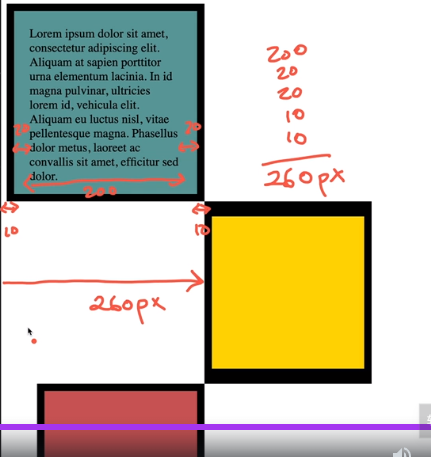 Lorem ipsum dolor sit amet,
consectetur adipiscing elit.
Aliquam at sapien porttitor
urna elementum lacinia. In id
magna pulvinar, ultricies
lorem id, vehicula elit.
Aliquam eu luctus nisl, vitae
pellentesque magna. Phasellus
dolor metus, laoreet ac
convallis sit amet, efficitur sed
dolor.
20
20
200
10
10
260px
200
20
20
10
10
260px